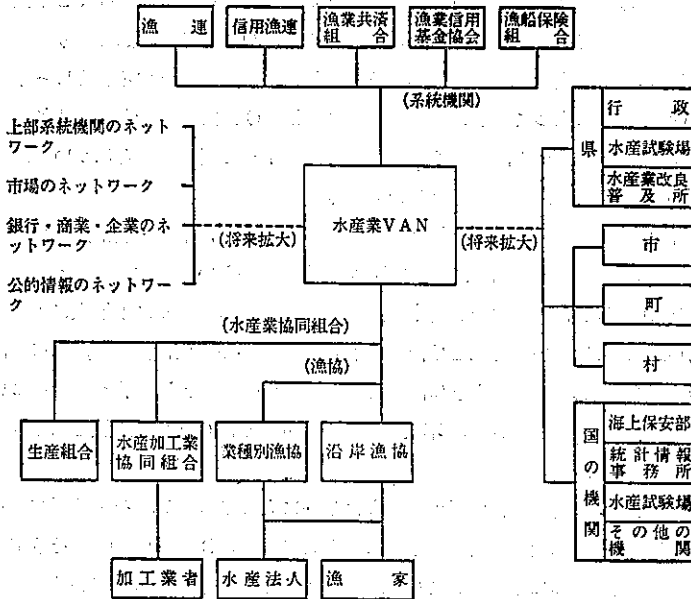 漁連
信用漁連
漁業共済
組合
漁業信用
基金協会
漁船保険
組合
(系統機関)
上部系統機関のネット
ワーク
市場のネットワーク
銀行・商業・企業のネ
ットワーク
公的情報のネットワー
ク
(将来拡大)
水産業VAN
(将来拡大)
県
行政
水産試験場
水産業改良
普及所
市
町
村
国の機関
海上保安部
統計情報
事務所
水産試験場
その他の
機関
(水産業協同組合)
(漁協)
生産組合
水産加工業
協同組合
業種別漁協
沿岸漁協
加工業者
水産法人
漁家